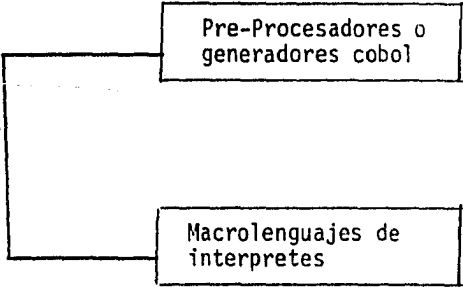 Pre-Procesadores o
generadores cobol
Macrolenguajes de
interpretes